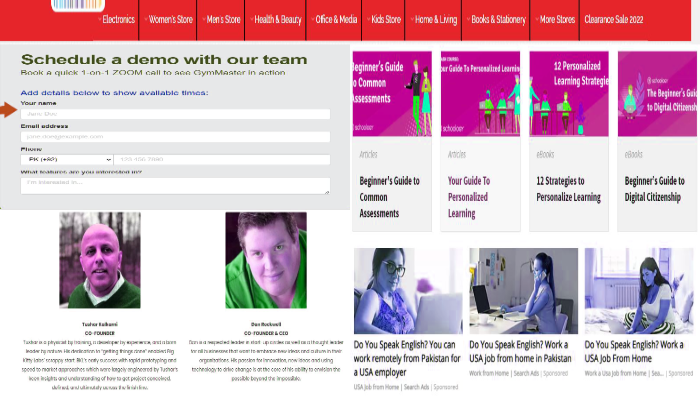 Electronics
Women's Store
Men's Store
Health & Beauty
Office & Media
Kids Store
Home & Living
Books & Stationery
More Stores
Clearance Sale 2022
Schedule a demo with our team
Book a quick 1-on-1 ZOOM call to see GymMaster in action
Add details below to show available times:
Your name
Jane Doe
Email address
jane.doe@example.com
Phone
PK (+92)
123 456 7890
What features are you interested in?
I'm interested in...
Tushar Kulkarni
CO-FOUNDER
Tushar is a physicist by training, a developer by experience, and a born
leader by nature. His dedication to "getting things done" enabled Big
Kitty Labs' scrappy start. BKL's early success with rapid prototyping and
speed to market approaches which were largely engineered by Tushar's
keen insights and understanding of how to get project conceived,
defined, and ultimately across the finish line.
Dan Rockwell
CO-FOUNDER & CEO
Dan is a respected leader in start-up circles as well as a thought leader
for all businesses that want to enhance new ideas and culture in their
organizations. His passion for innovation, new ideas and using
technology to drive change is at the core of his ability to envision the
possible beyond the impossible.
Beginner's Guide
to Common
Assessments
schoology
Articles
Beginner's Guide to
Common
Assessments
Your Guide To Personalized Learning
schoology
Articles
Your Guide To
Personalized
Learning
12 Personalized
Learning Strategie
schoology
eBooks
12 Strategies to
Personalize Learning
schoology
The Beginner's Guid
to Digital Citizensh
eBooks
Beginner's Guide to
Digital Citizenship
Do You Speak English? You can
work remotely from Pakistan for
a USA employer
USA Job from Home | Search Ads | Sponsored
Do You Speak English? Work a
USA job from home in Pakistan
Work from Home | Search Ads | Sponsored
Do You Speak English? Work a
USA Job from Home
Work a Usa Job from Home | Sea... | Sponsored